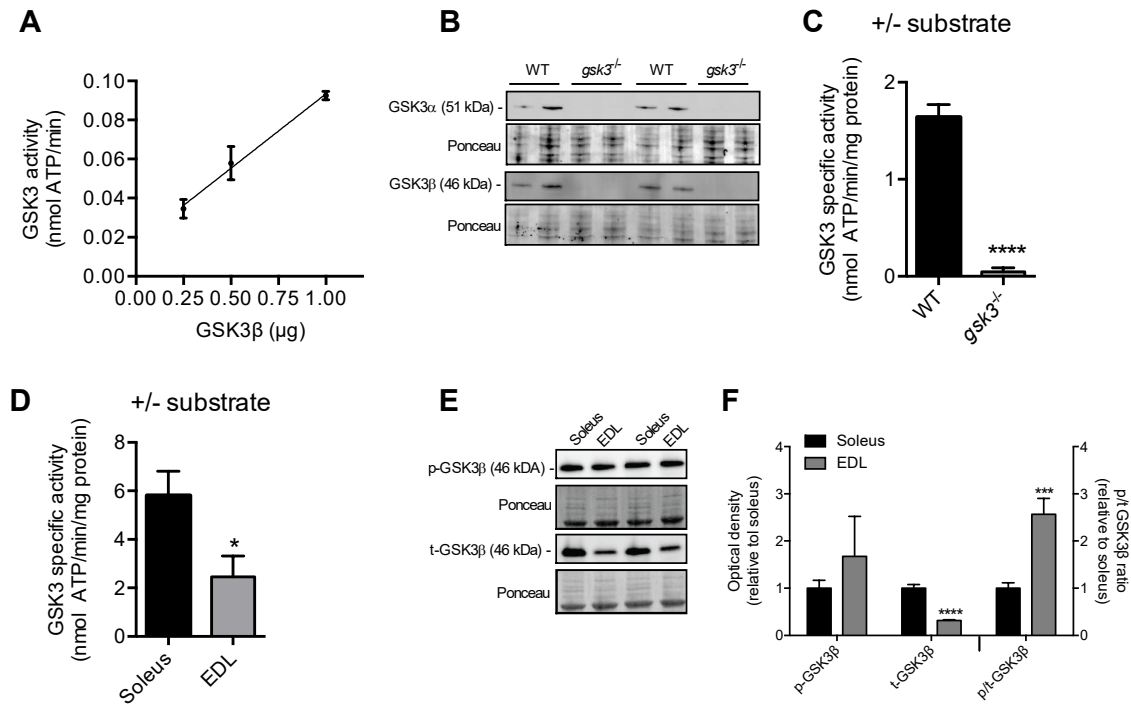 A
GSK3 activity
(nmol ATP/min)
0.10
0.08
0.06
0.04
0.02
0.00
0.00 0.25 0.50 0.75 1.00
GSK3β (µg)
B
WT gsk3-/- WT gsk3-/-
GSK3α (51 kDa) -
Ponceau
GSK3β (46 kDa) -
Ponceau
C
+/- substrate
GSK3 specific activity
(nmol ATP/min/mg protein)
2
1
0
****
WT gsk3-/-
D
+/- substrate
GSK3 specific activity
(nmol ATP/min/mg protein)
8
6
4
2
0
*
Soleus EDL
E
Soleus EDL Soleus EDL
p-GSK3β (46 kDA) -
Ponceau
t-GSK3β (46 kDa) -
Ponceau
F
Soleus
EDL
Optical density
(relative tol soleus)
4
3
2
1
0
****
***
4
3
2
1
0
p/t GSK3β ratio
(relative to soleus)
p-GSK3β t-GSK3β p/t-GSK3β